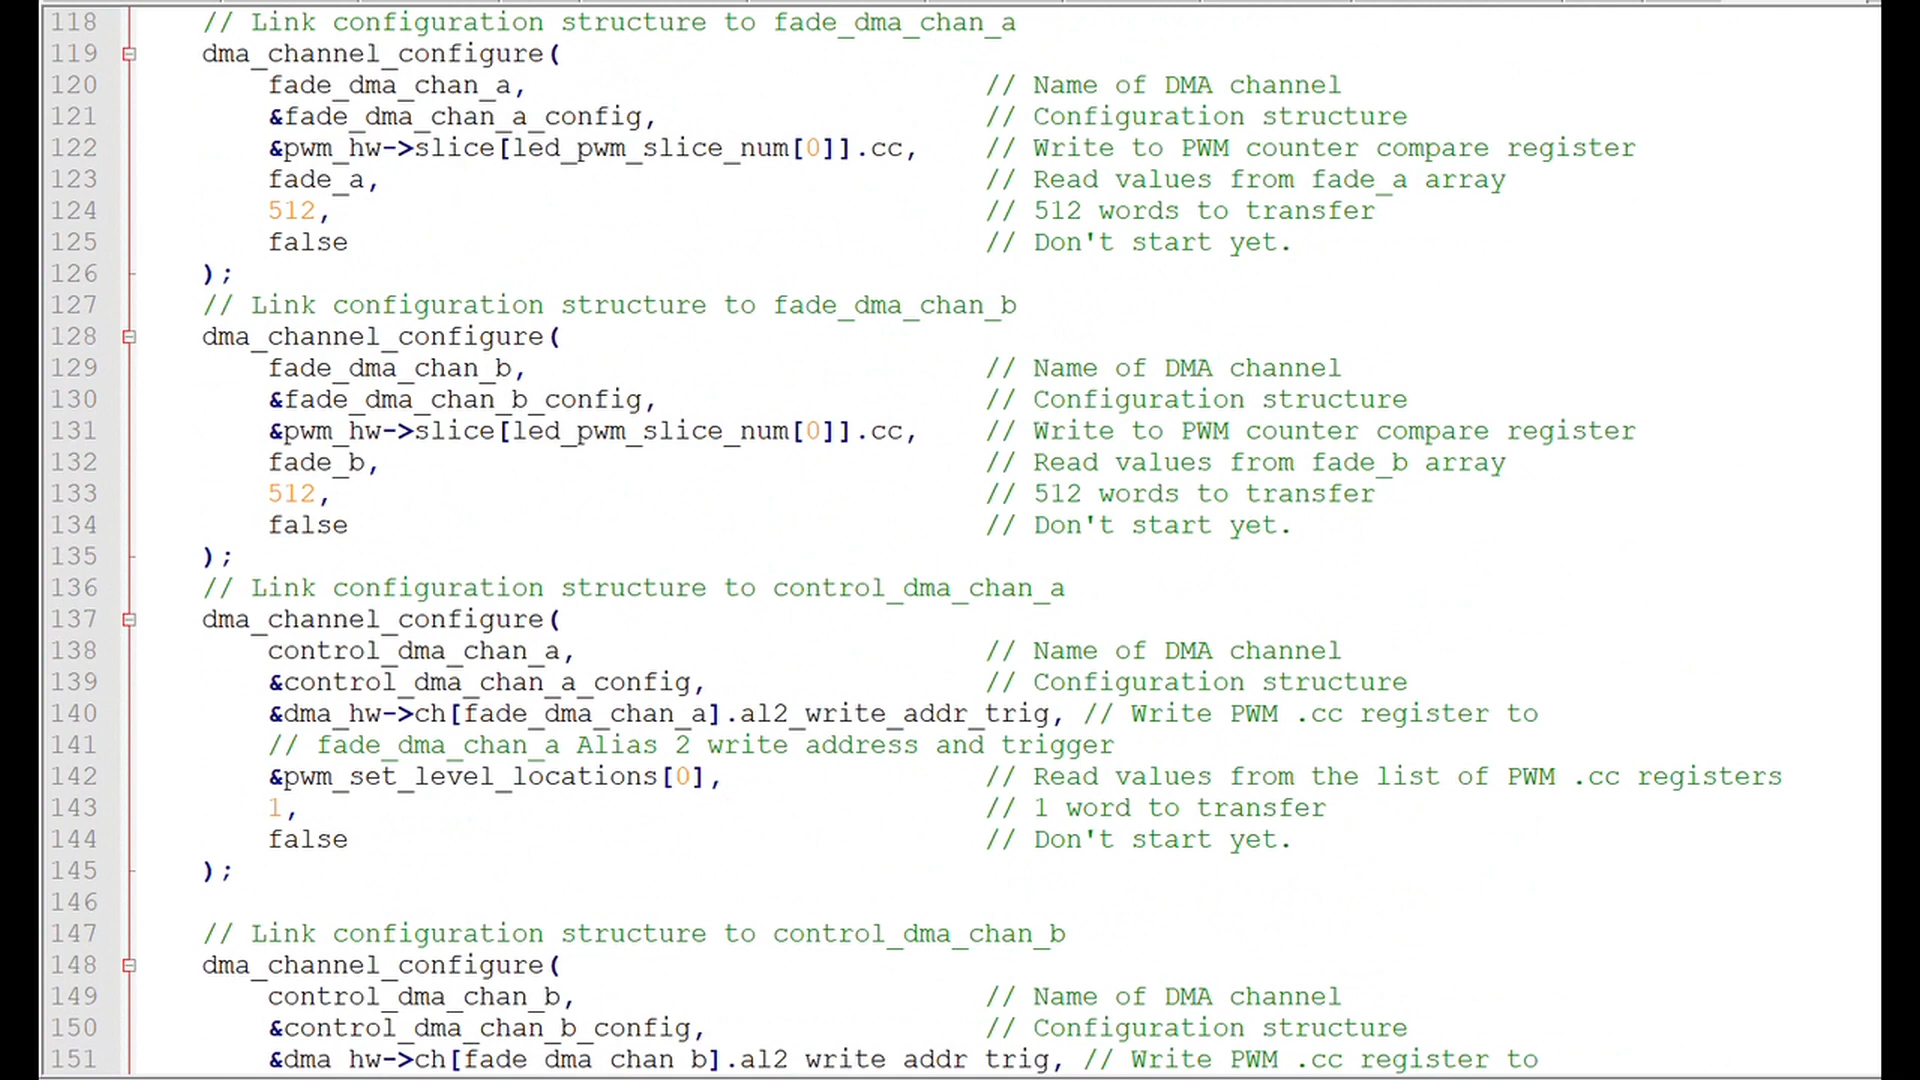 118 // Link configuration structure to fade_dma_chan_a
119 dma_channel_configure(
120 fade_dma_chan_a, // Name of DMA channel
121 &fade_dma_chan_a_config, // Configuration structure
122 &pwm_hw->slice[led_pwm_slice_num[0]].cc, // Write to PWM counter compare register
123 fade_a, // Read values from fade_a array
124 512, // 512 words to transfer
125 false // Don't start yet.
126 );
127 // Link configuration structure to fade_dma_chan_b
128 dma_channel_configure(
129 fade_dma_chan_b, // Name of DMA channel
130 &fade_dma_chan_b_config, // Configuration structure
131 &pwm_hw->slice[led_pwm_slice_num[0]].cc, // Write to PWM counter compare register
132 fade_b, // Read values from fade_b array
133 512, // 512 words to transfer
134 false // Don't start yet.
135 );
136 // Link configuration structure to control_dma_chan_a
137 dma_channel_configure(
138 control_dma_chan_a, // Name of DMA channel
139 &control_dma_chan_a_config, // Configuration structure
140 &dma_hw->ch[fade_dma_chan_a].al2_write_addr_trig, // Write PWM .cc register to
141 // fade_dma_chan_a Alias 2 write address and trigger
142 &pwm_set_level_locations[0], // Read values from the list of PWM .cc registers
143 1, // 1 word to transfer
144 false // Don't start yet.
145 );
146
147 // Link configuration structure to control_dma_chan_b
148 dma_channel_configure(
149 control_dma_chan_b, // Name of DMA channel
150 &control_dma_chan_b_config, // Configuration structure
151 &dma_hw->ch[fade_dma_chan_b].al2_write_addr_trig, // Write PWM .cc register to